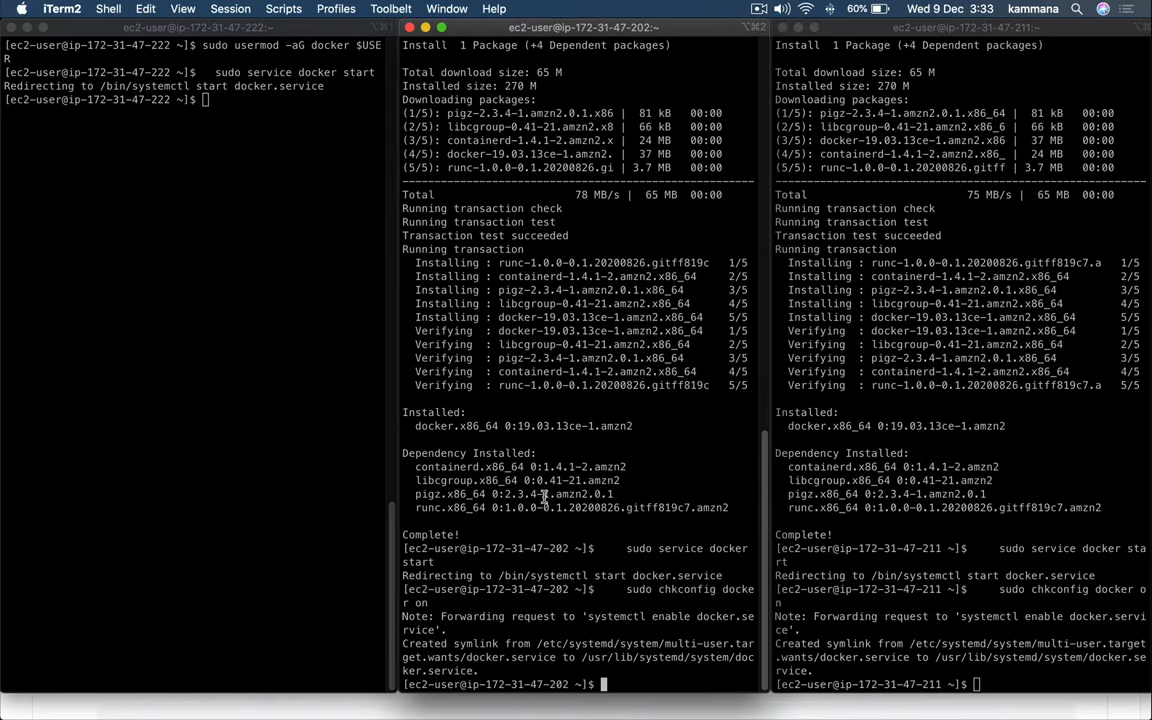 iTerm2 Shell Edit View Session Scripts Profiles Toolbelt Window Help 60% Wed 9 Dec 3:33 kammana
ec2-user@ip-172-31-47-222:~ ⌥⌘1
[ec2-user@ip-172-31-47-222 ~]$ sudo usermod -aG docker $USE
R
[ec2-user@ip-172-31-47-222 ~]$   sudo service docker start
Redirecting to /bin/systemctl start docker.service
[ec2-user@ip-172-31-47-222 ~]$
ec2-user@ip-172-31-47-202:~ ⌥⌘2
Install  1 Package (+4 Dependent packages)
Total download size: 65 M
Installed size: 270 M
Downloading packages:
(1/5): pigz-2.3.4-1.amzn2.0.1.x86 |  81 kB   00:00
(2/5): libcgroup-0.41-21.amzn2.x8 |  66 kB   00:00
(3/5): containerd-1.4.1-2.amzn2.x |  24 MB   00:00
(4/5): docker-19.03.13ce-1.amzn2. |  37 MB   00:00
(5/5): runc-1.0.0-0.1.20200826.gi | 3.7 MB   00:00
------------------------------------------------------
Total                      78 MB/s |  65 MB  00:00
Running transaction check
Running transaction test
Transaction test succeeded
Running transaction
  Installing : runc-1.0.0-0.1.20200826.gitff819c   1/5
  Installing : containerd-1.4.1-2.amzn2.x86_64     2/5
  Installing : pigz-2.3.4-1.amzn2.0.1.x86_64       3/5
  Installing : libcgroup-0.41-21.amzn2.x86_64      4/5
  Installing : docker-19.03.13ce-1.amzn2.x86_64    5/5
  Verifying  : docker-19.03.13ce-1.amzn2.x86_64    1/5
  Verifying  : libcgroup-0.41-21.amzn2.x86_64      2/5
  Verifying  : pigz-2.3.4-1.amzn2.0.1.x86_64       3/5
  Verifying  : containerd-1.4.1-2.amzn2.x86_64     4/5
  Verifying  : runc-1.0.0-0.1.20200826.gitff819c   5/5
Installed:
  docker.x86_64 0:19.03.13ce-1.amzn2
Dependency Installed:
  containerd.x86_64 0:1.4.1-2.amzn2
  libcgroup.x86_64 0:0.41-21.amzn2
  pigz.x86_64 0:2.3.4-1.amzn2.0.1
  runc.x86_64 0:1.0.0-0.1.20200826.gitff819c7.amzn2
Complete!
[ec2-user@ip-172-31-47-202 ~]$     sudo service docker
start
Redirecting to /bin/systemctl start docker.service
[ec2-user@ip-172-31-47-202 ~]$     sudo chkconfig docke
r on
Note: Forwarding request to 'systemctl enable docker.se
rvice'.
Created symlink from /etc/systemd/system/multi-user.tar
get.wants/docker.service to /usr/lib/systemd/system/doc
ker.service.
[ec2-user@ip-172-31-47-202 ~]$
ec2-user@ip-172-31-47-211:~ ⌥⌘3
Install  1 Package (+4 Dependent packages)
Total download size: 65 M
Installed size: 270 M
Downloading packages:
(1/5): pigz-2.3.4-1.amzn2.0.1.x86_64 |  81 kB   00:00
(2/5): libcgroup-0.41-21.amzn2.x86_6 |  66 kB   00:00
(3/5): docker-19.03.13ce-1.amzn2.x86 |  37 MB   00:00
(4/5): containerd-1.4.1-2.amzn2.x86_ |  24 MB   00:00
(5/5): runc-1.0.0-0.1.20200826.gitff | 3.7 MB   00:00
---------------------------------------------------------
Total                         75 MB/s |  65 MB  00:00
Running transaction check
Running transaction test
Transaction test succeeded
Running transaction
  Installing : runc-1.0.0-0.1.20200826.gitff819c7.a   1/5
  Installing : containerd-1.4.1-2.amzn2.x86_64        2/5
  Installing : pigz-2.3.4-1.amzn2.0.1.x86_64          3/5
  Installing : libcgroup-0.41-21.amzn2.x86_64         4/5
  Installing : docker-19.03.13ce-1.amzn2.x86_64       5/5
  Verifying  : docker-19.03.13ce-1.amzn2.x86_64       1/5
  Verifying  : libcgroup-0.41-21.amzn2.x86_64         2/5
  Verifying  : pigz-2.3.4-1.amzn2.0.1.x86_64          3/5
  Verifying  : containerd-1.4.1-2.amzn2.x86_64        4/5
  Verifying  : runc-1.0.0-0.1.20200826.gitff819c7.a   5/5
Installed:
  docker.x86_64 0:19.03.13ce-1.amzn2
Dependency Installed:
  containerd.x86_64 0:1.4.1-2.amzn2
  libcgroup.x86_64 0:0.41-21.amzn2
  pigz.x86_64 0:2.3.4-1.amzn2.0.1
  runc.x86_64 0:1.0.0-0.1.20200826.gitff819c7.amzn2
Complete!
[ec2-user@ip-172-31-47-211 ~]$     sudo service docker sta
rt
Redirecting to /bin/systemctl start docker.service
[ec2-user@ip-172-31-47-211 ~]$     sudo chkconfig docker o
n
Note: Forwarding request to 'systemctl enable docker.servi
ce'.
Created symlink from /etc/systemd/system/multi-user.target
.wants/docker.service to /usr/lib/systemd/system/docker.se
rvice.
[ec2-user@ip-172-31-47-211 ~]$